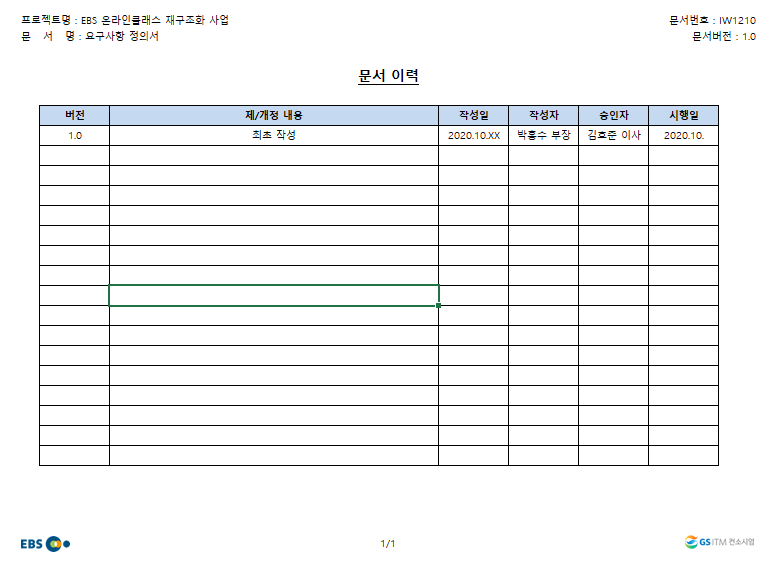 프로젝트명 : EBS 온라인클래스 재구조화 사업
문서번호 : IW1210
문 서 명 : 요구사항 정의서
문서버전 : 1.0
문서 이력
버전 제/개정 내용 작성일 작성자 승인자 시행일
1.0 최초 작성 2020.10.XX 박흥수 부장 김효준 이사 2020.10.
EBS
1/1
GS ITM 컨소시엄